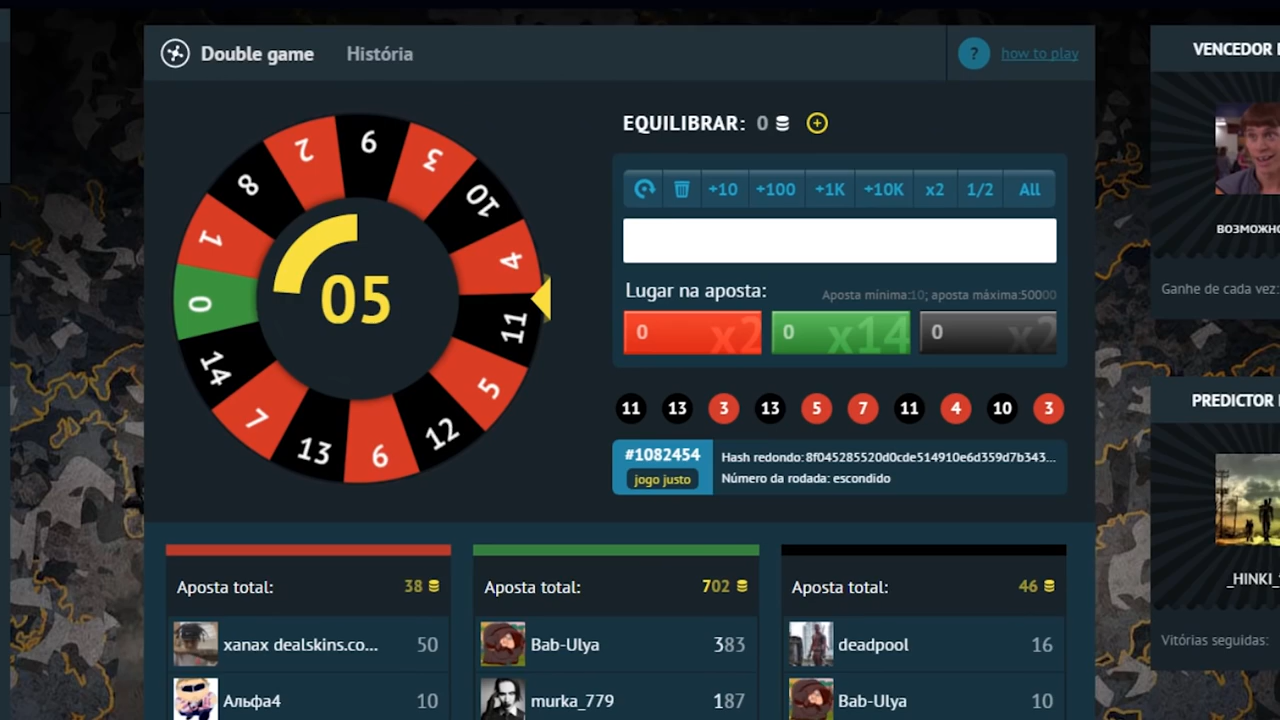 Double game
História
?
how to play
VENCEDOR
EQUILIBRAR: 0
+10
+100
+1K
+10K
x2
1/2
All
Lugar na aposta:
Aposta mínima:10; aposta máxima:50000
0 x2
0 x14
0 x2
9
3
10
4
11
5
12
6
13
7
14
0
1
8
2
05
11 13 3 13 5 7 11 4 10 3
#1082454
jogo justo
Hash redondo: 8f045285520d0cde514910e6d359d7b343...
Número da rodada: escondido
Aposta total: 38
xanax dealskins.co... 50
Альфа4 10
Aposta total: 702
Bab-Ulya 383
murka_779 187
Aposta total: 46
deadpool 16
Bab-Ulya 10
Ganhe de cada vez:
PREDICTOR
_HINKI_
Vitórias seguidas: